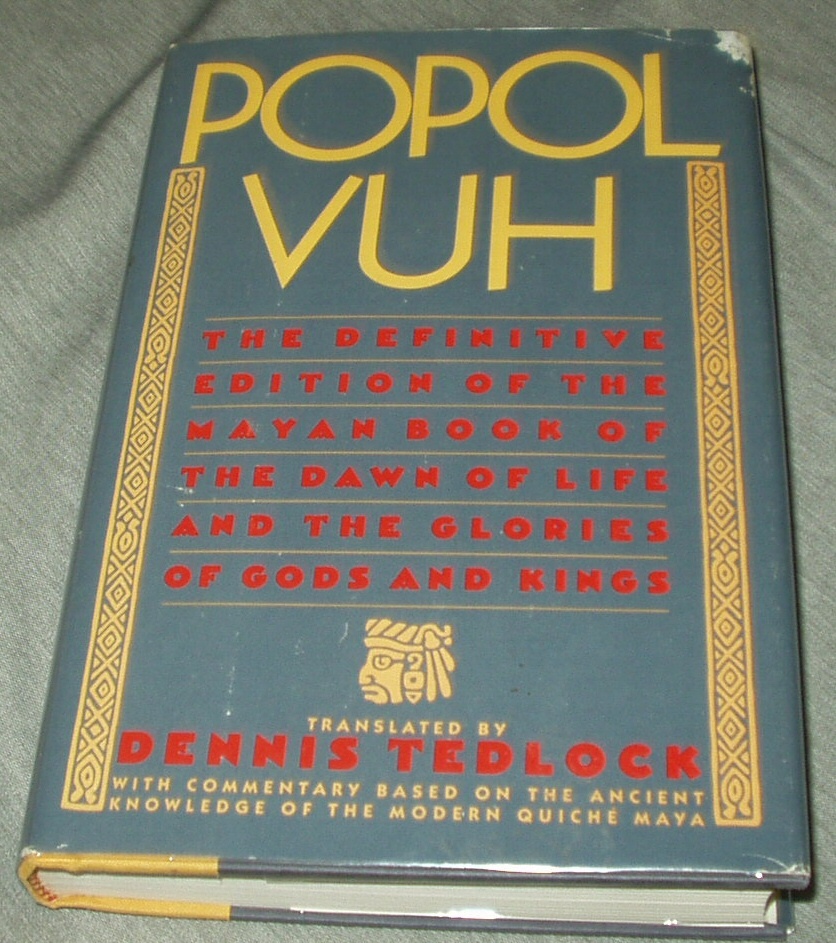 POPOL
VUH
THE DEFINITIVE
EDITION OF THE
MAYAN BOOK OF
THE DAWN OF LIFE
AND THE GLORIES
OF GODS AND KINGS
TRANSLATED BY
DENNIS TEDLOCK
WITH COMMENTARY BASED ON THE ANCIENT
KNOWLEDGE OF THE MODERN QUICHÉ MAYA